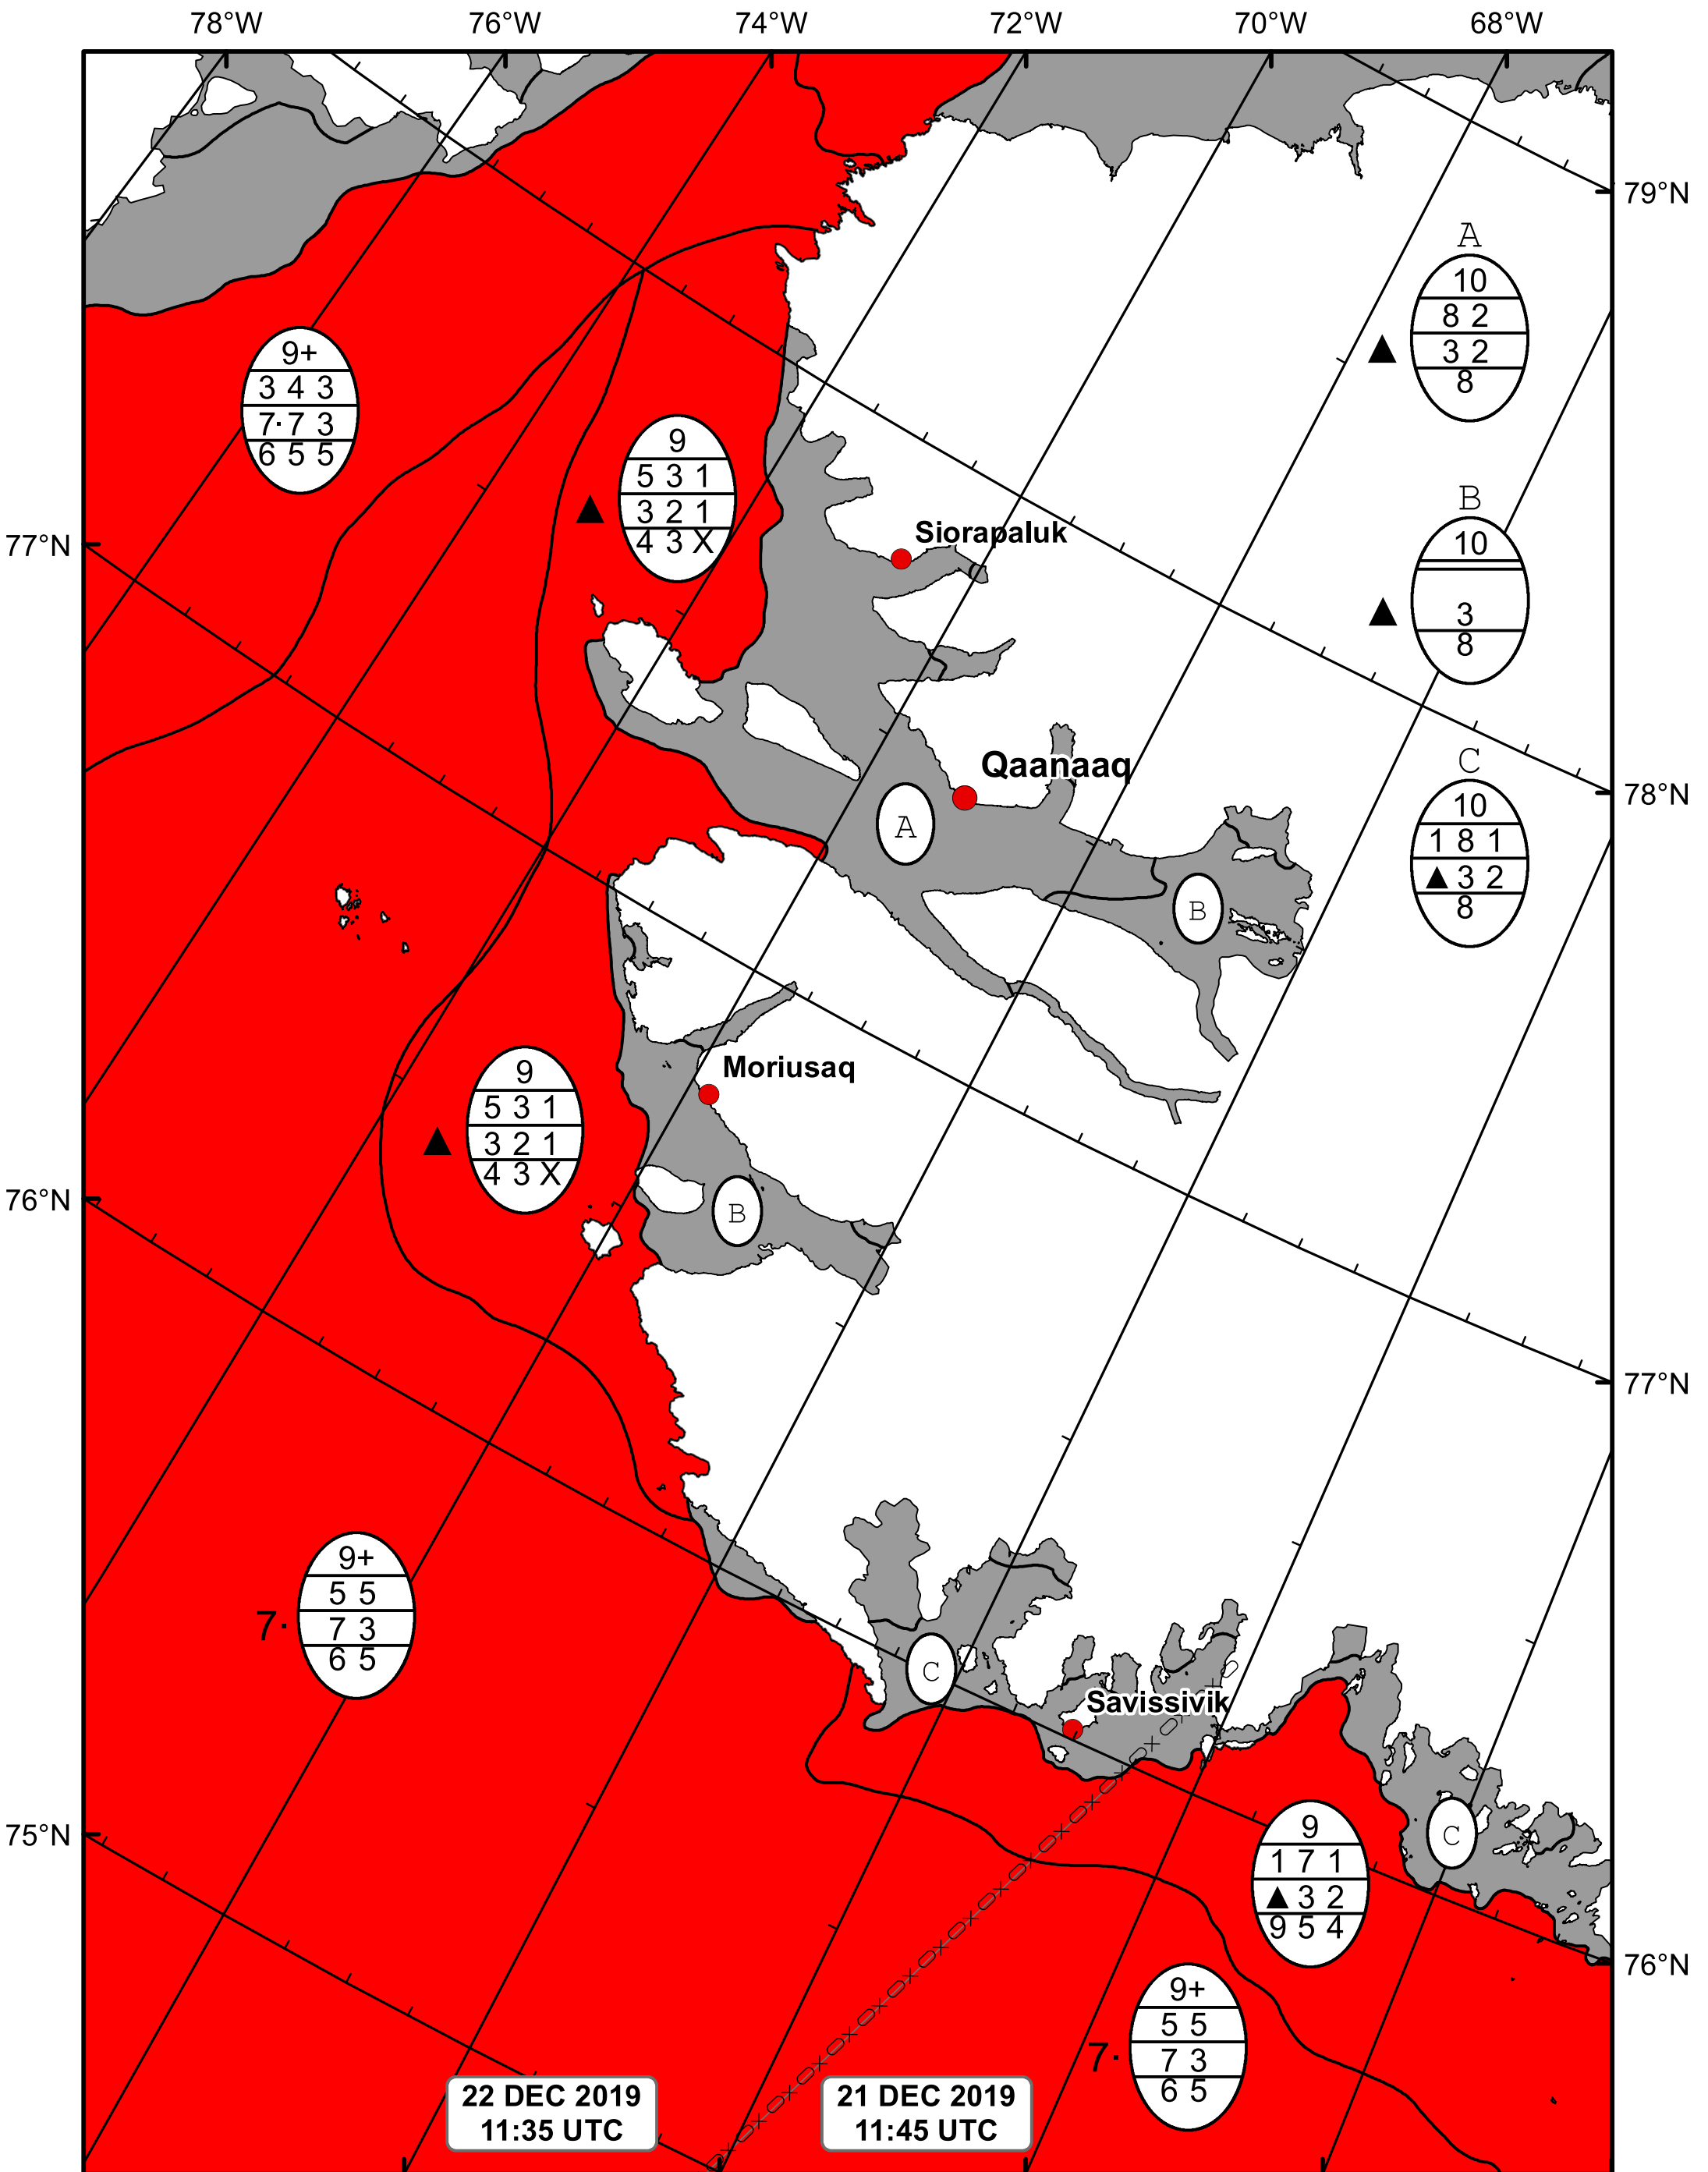 78°W 76°W 74°W 72°W 70°W 68°W
79°N
A
10
8 2
3 2
8
9+
3 4 3
7· 7 3
6 5 5
9
5 3 1
3 2 1
4 3 X
B
10
3
8
Siorapaluk
77°N
C
10
1 8 1
▲ 3 2
8
Qaanaaq
78°N
A
B
Moriusaq
9
5 3 1
3 2 1
4 3 X
76°N
B
77°N
9+
5 5
7· 7 3
6 5
C
Savissivik
75°N
9
1 7 1
▲ 3 2
9 5 4
C
76°N
9+
5 5
7· 7 3
6 5
22 DEC 2019
11:35 UTC
21 DEC 2019
11:45 UTC